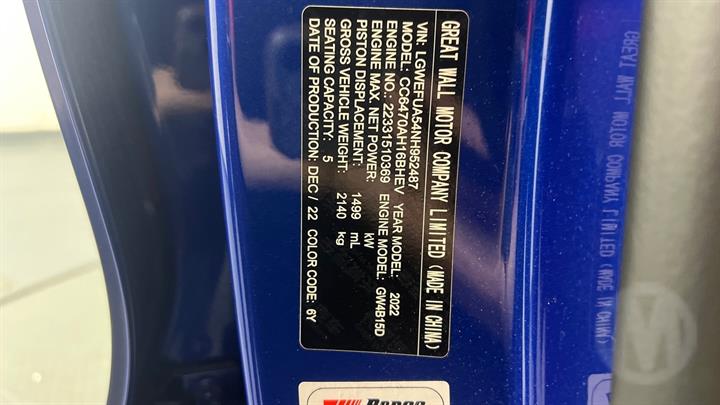 GREAT WALL MOTOR COMPANY LIMITED (MADE IN CHINA)
VIN: LGWEFUA54NH952487
MODEL: CC6470AH16BHEV YEAR MODEL: 2022
ENGINE NO.: 22331510369 ENGINE MODEL: GW4B15D
ENGINE MAX. NET POWER: kW
PISTON DISPLACEMENT: 1499 mL
GROSS VEHICLE WEIGHT: 2140 kg
SEATING CAPACITY: 5
DATE OF PRODUCTION: DEC / 22 COLOR CODE: 6Y